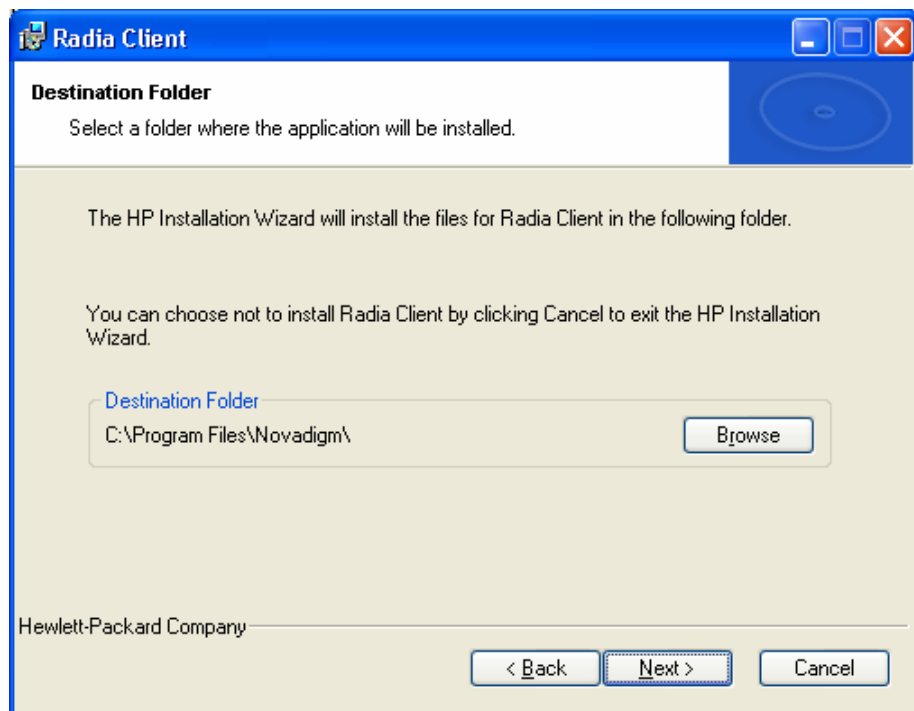 Radia Client
Destination Folder
Select a folder where the application will be installed.
The HP Installation Wizard will install the files for Radia Client in the following folder.
You can choose not to install Radia Client by clicking Cancel to exit the HP Installation
Wizard.
Destination Folder
C:\Program Files\Novadigm\
Browse
Hewlett-Packard Company
< Back
Next >
Cancel